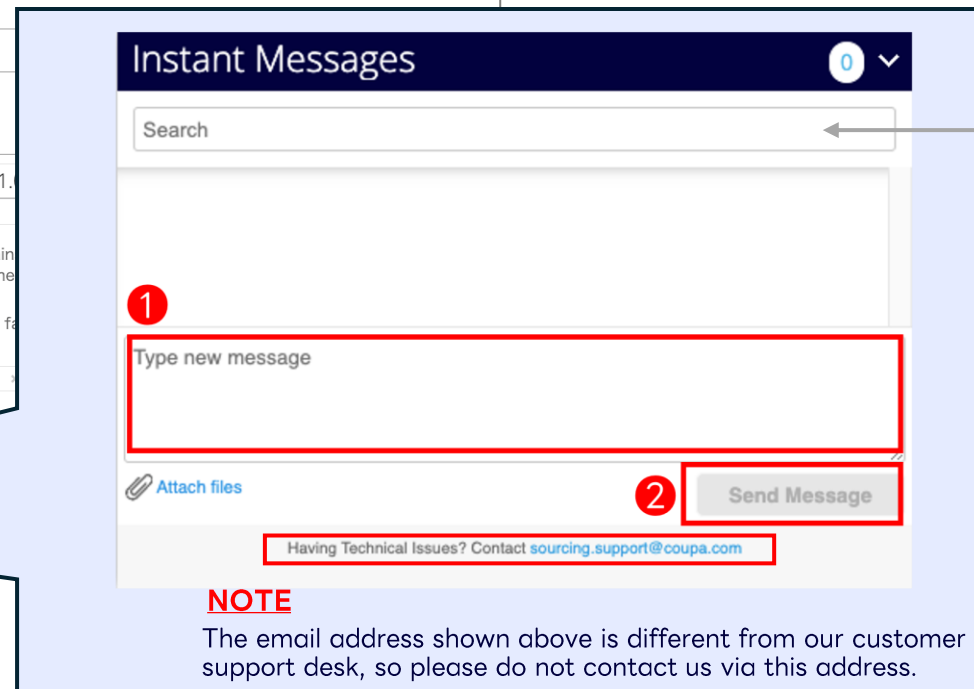 Instant Messages 0
Search
1
Type new message
Attach files
2 Send Message
Having Technical Issues? Contact sourcing.support@coupa.com
NOTE
The email address shown above is different from our customer
support desk, so please do not contact us via this address.